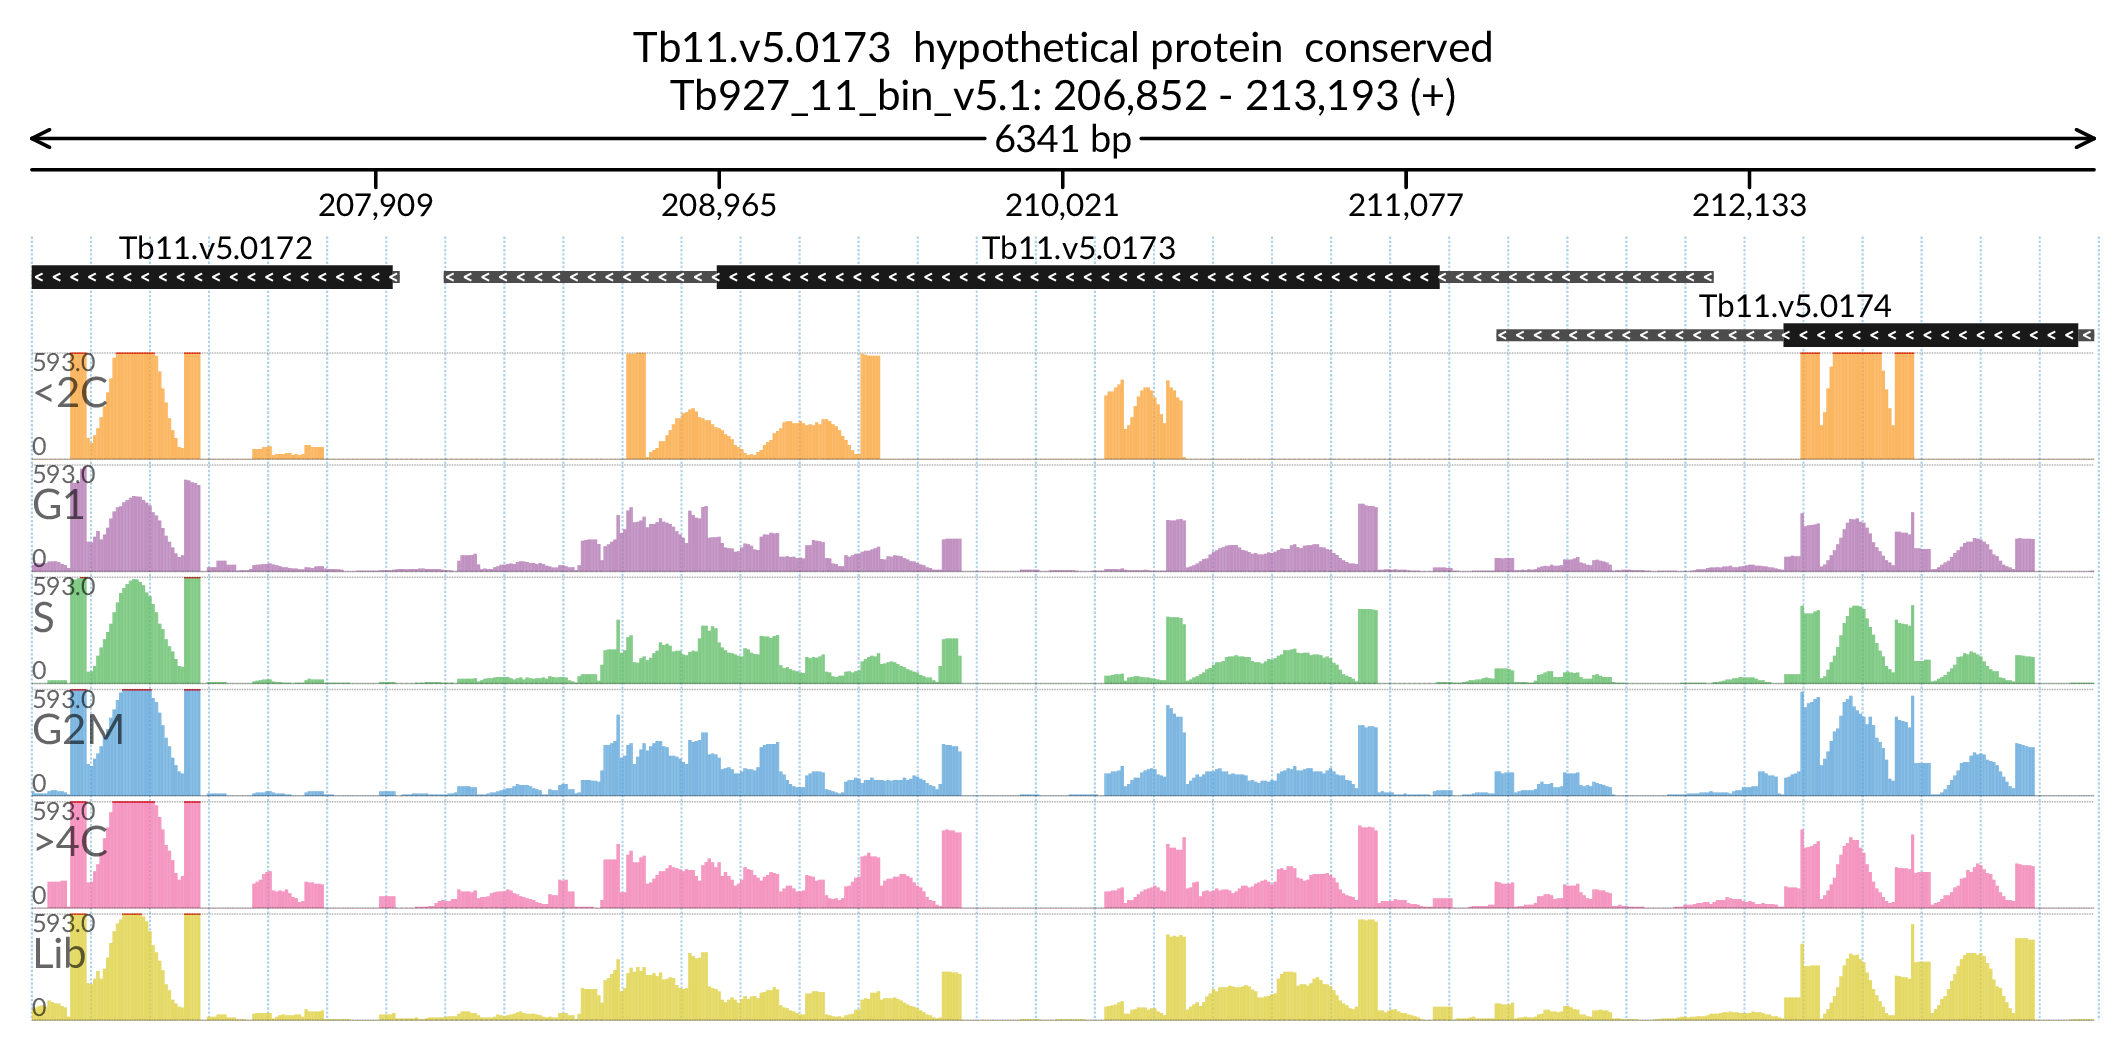 Tb11.v5.0173 hypothetical protein conserved
Tb927_11_bin_v5.1: 206,852 - 213,193 (+)
6341 bp
207,909 208,965 210,021 211,077 212,133
Tb11.v5.0172 Tb11.v5.0173
Tb11.v5.0174
593.0
<2C
0
593.0
G1
0
593.0
S
0
593.0
G2M
0
593.0
>4C
0
593.0
Lib
0